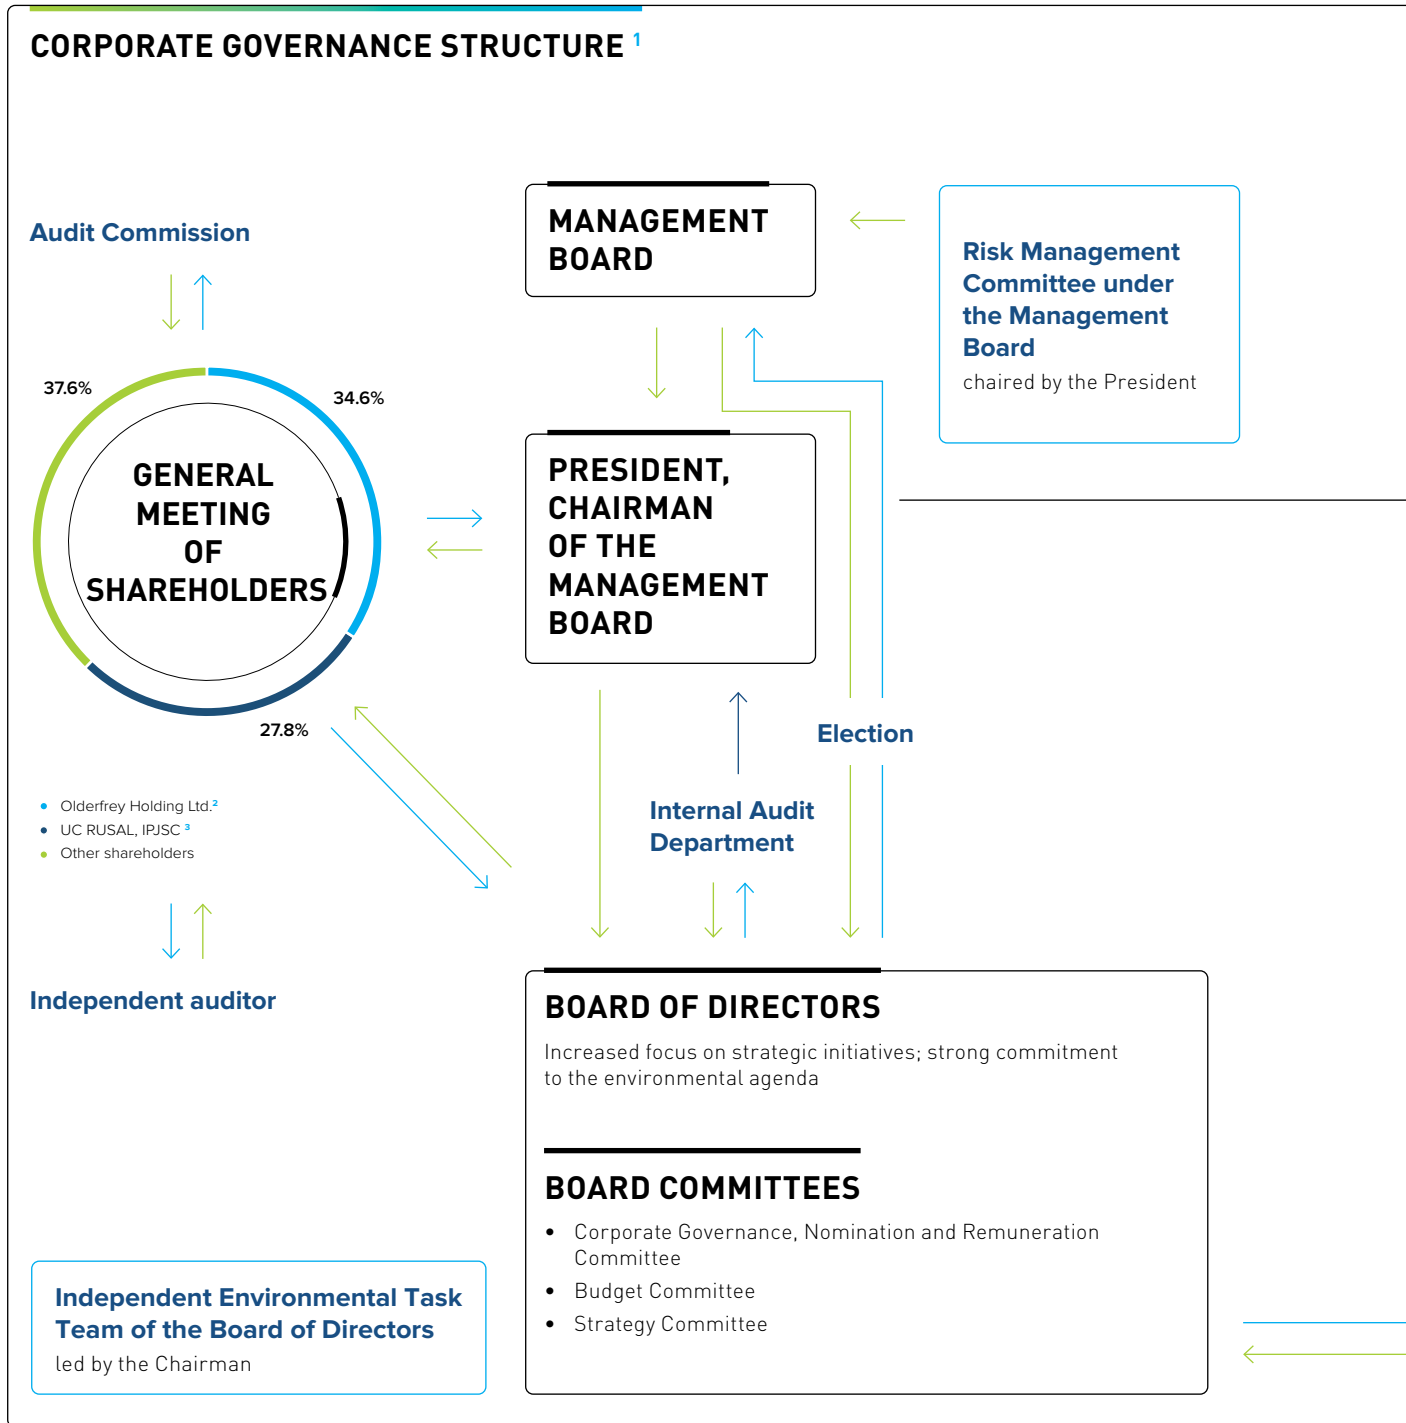 CORPORATE GOVERNANCE STRUCTURE 1
Audit Commission
37.6%
34.6%
GENERAL
MEETING
OF
SHAREHOLDERS
27.8%
Olderfrey Holding Ltd.2
UC RUSAL, IPJSC 3
Other shareholders
Independent auditor
MANAGEMENT
BOARD
Risk Management
Committee under
the Management
Board
chaired by the President
PRESIDENT,
CHAIRMAN
OF THE
MANAGEMENT
BOARD
Election
Internal Audit
Department
BOARD OF DIRECTORS
Increased focus on strategic initiatives; strong commitment
to the environmental agenda
BOARD COMMITTEES
• Corporate Governance, Nomination and Remuneration
Committee
• Budget Committee
• Strategy Committee
Independent Environmental Task
Team of the Board of Directors
led by the Chairman